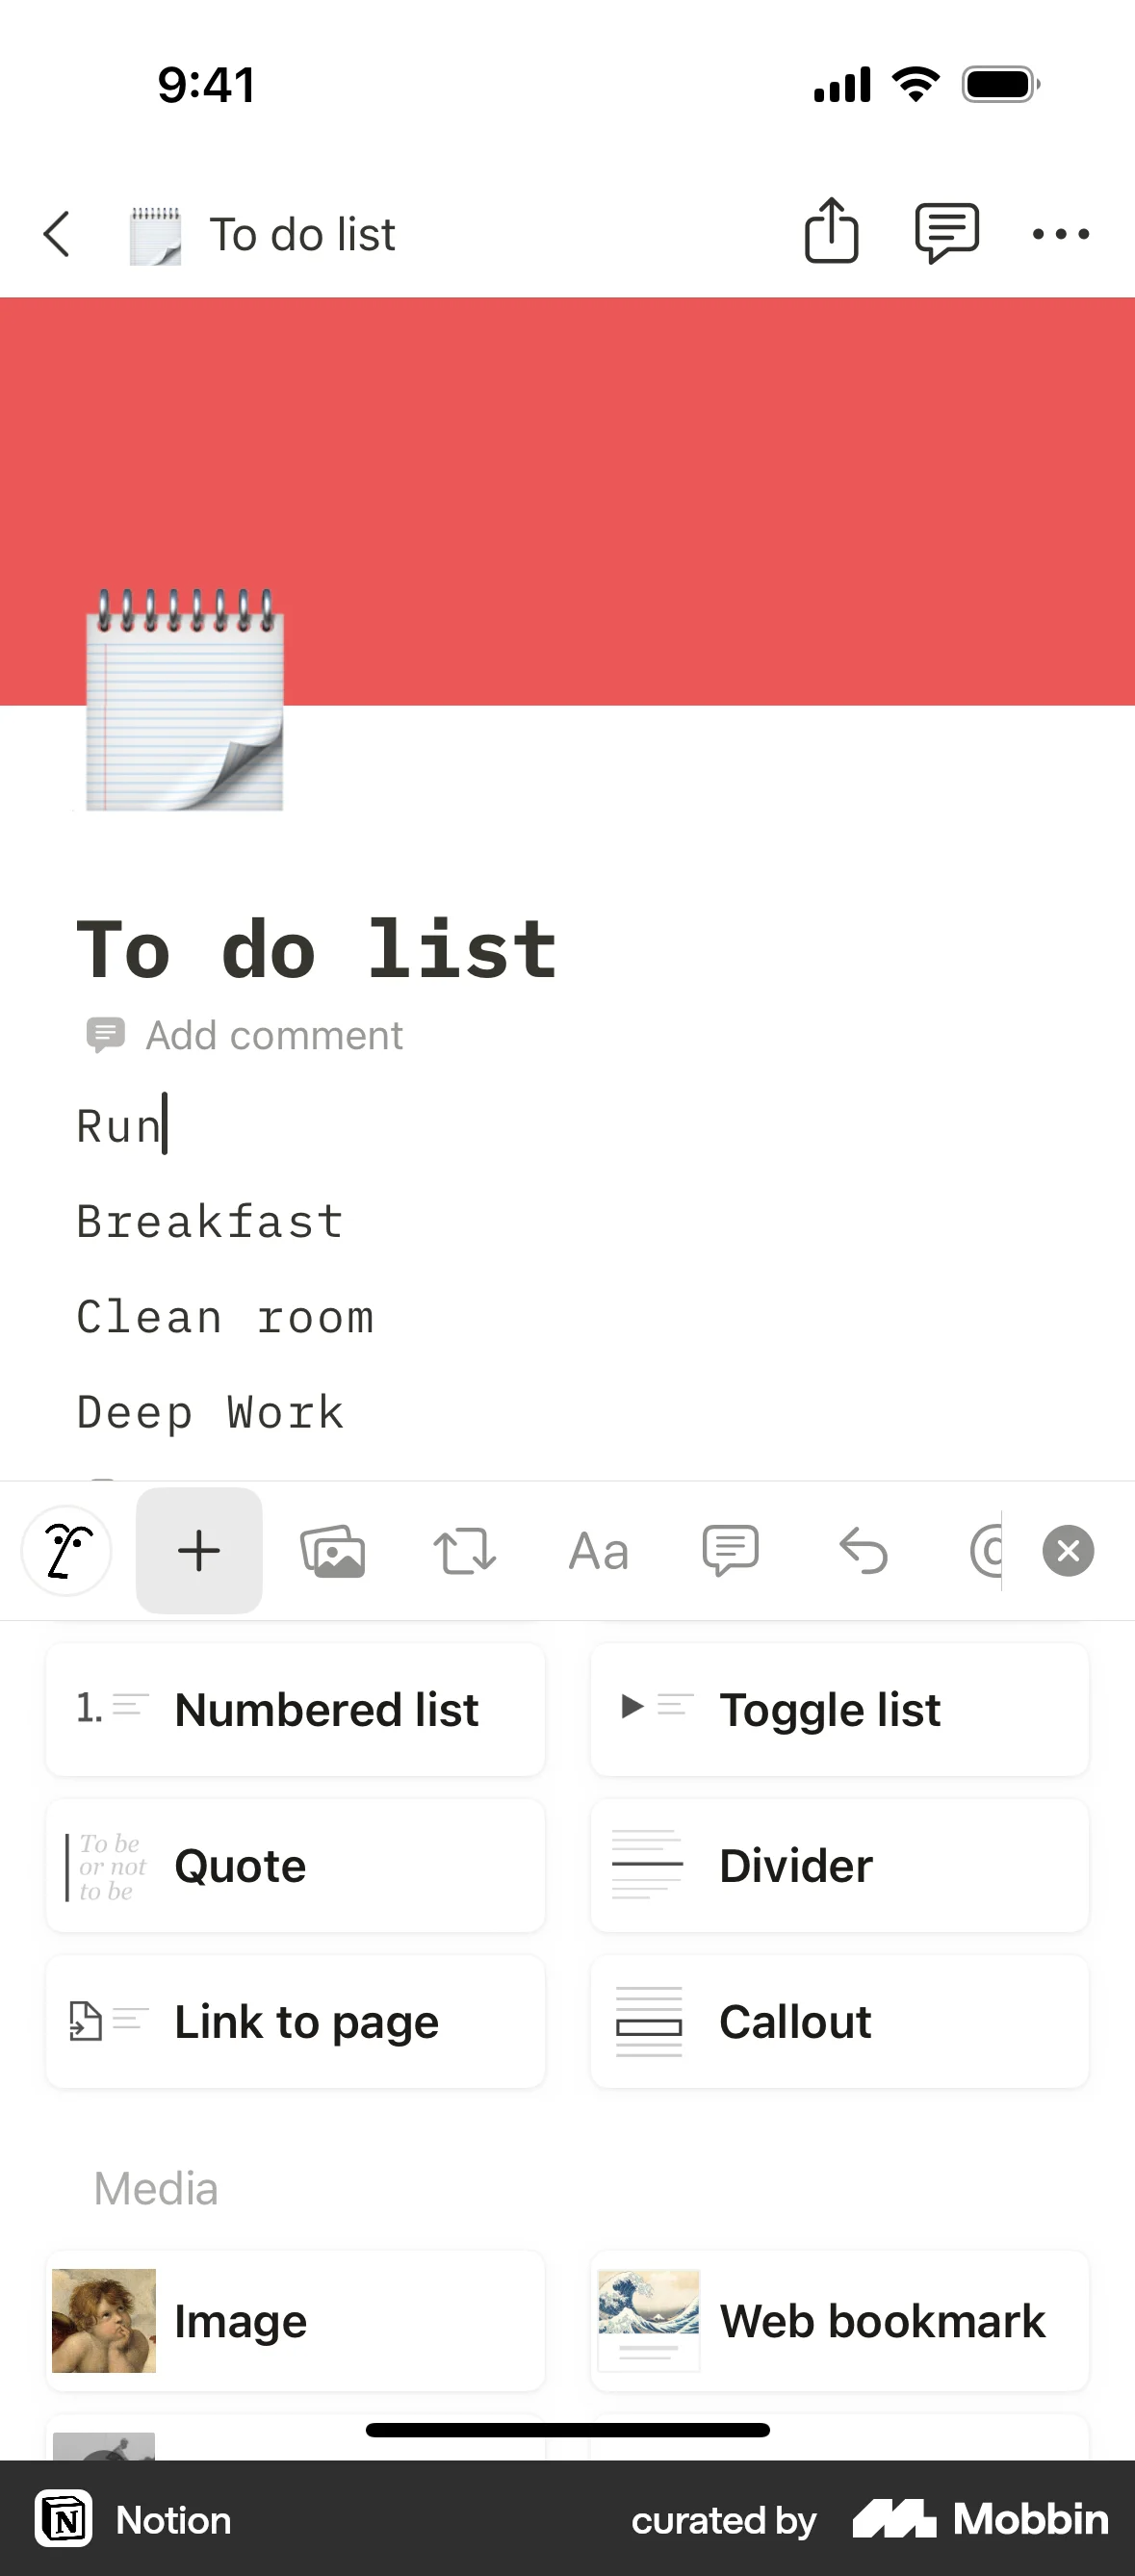 9:41
To do list
To do list
Add comment
Run
Breakfast
Clean room
Deep Work
Aa
1. Numbered list
Toggle list
To be
or not
to be
Quote
Divider
Link to page
Callout
Media
Image
Web bookmark
Notion
curated by Mobbin